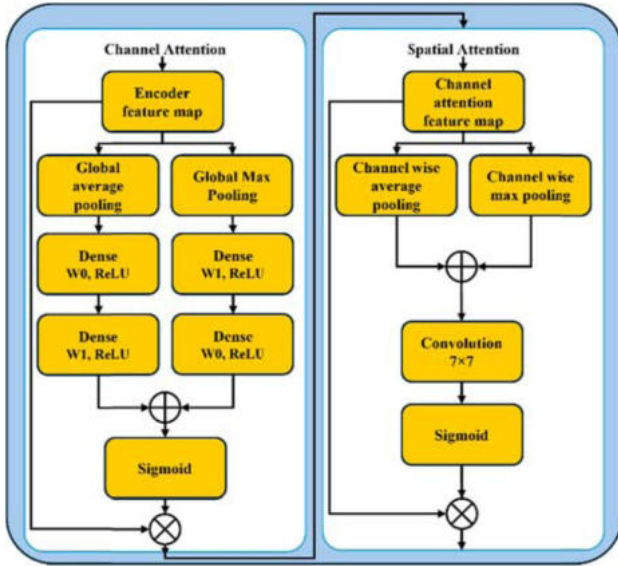 Channel Attention
Encoder
feature map
Global
average
pooling
Global Max
Pooling
Dense
W0, ReLU
Dense
W1, ReLU
Dense
W1, ReLU
Dense
W0, ReLU
Sigmoid
Spatial Attention
Channel
attention
feature map
Channel wise
average
pooling
Channel wise
max pooling
Convolution
7×7
Sigmoid